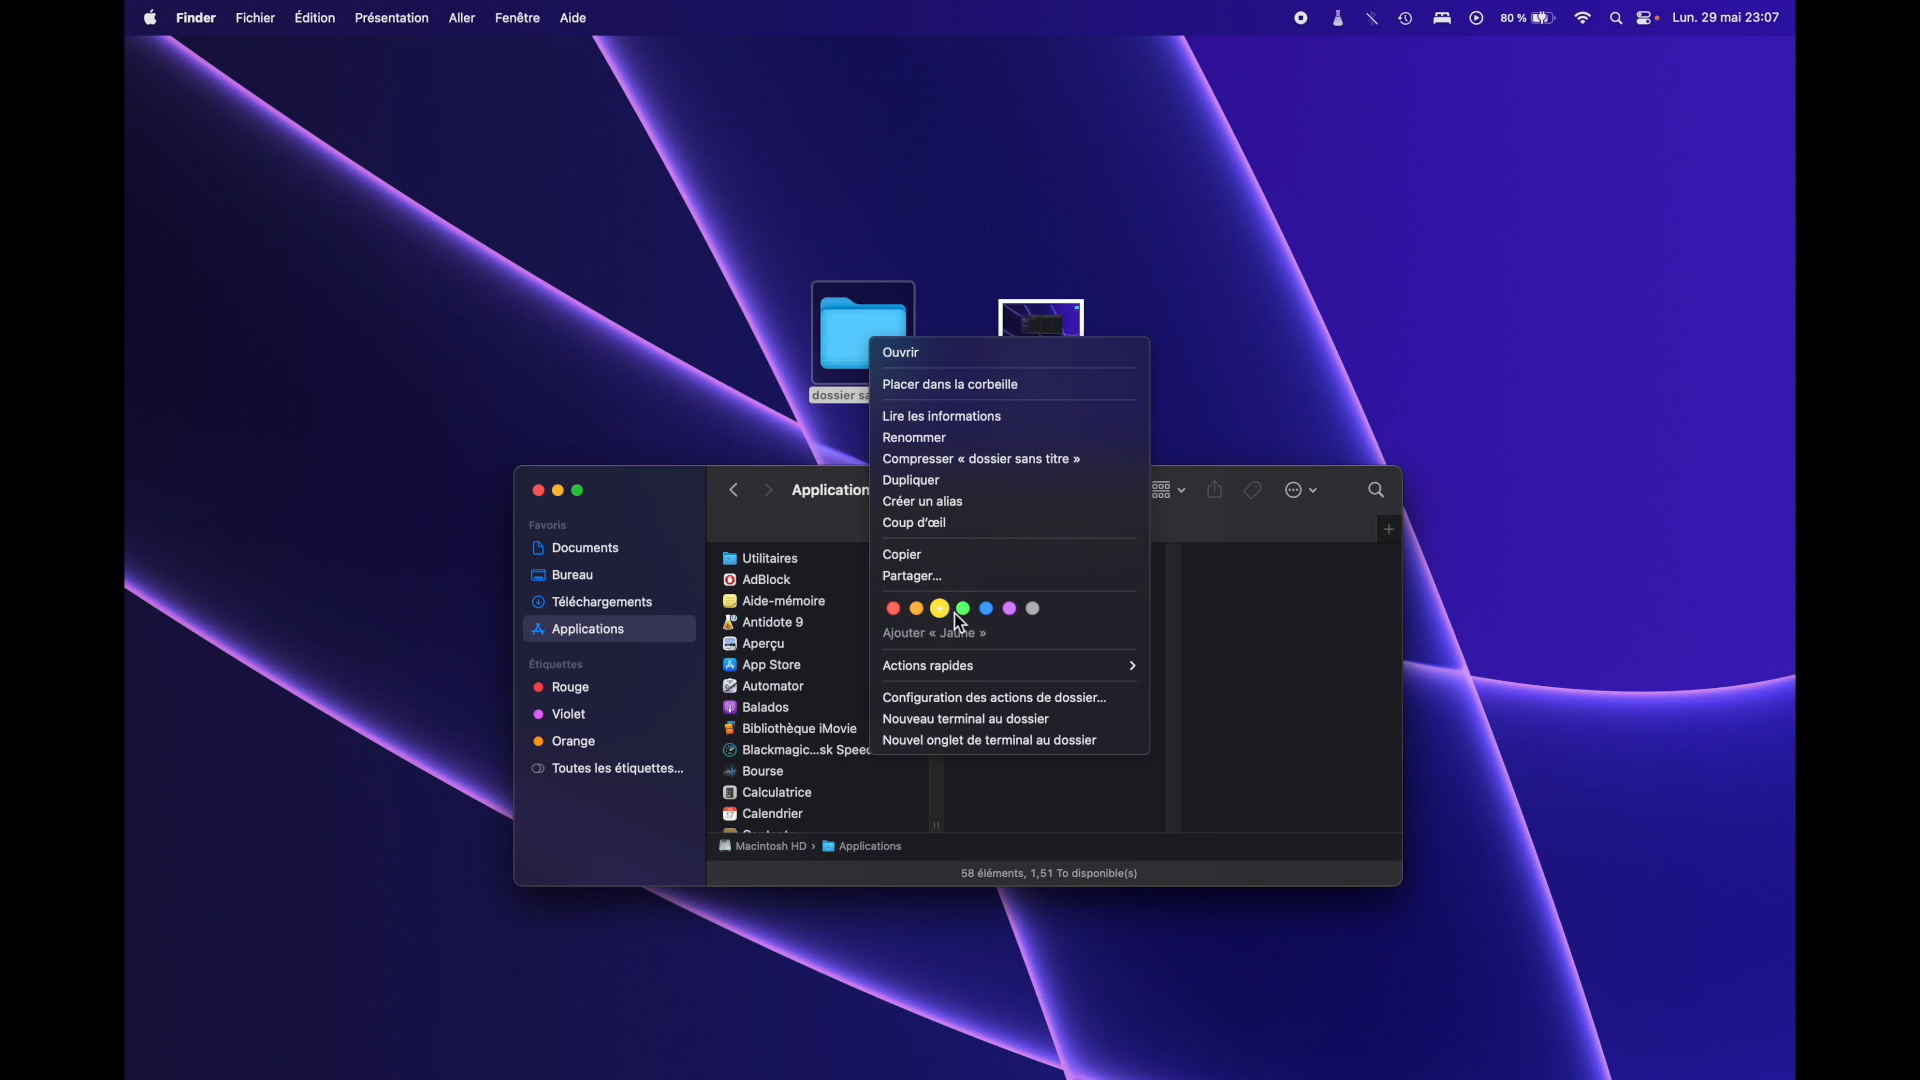 Finder Fichier Édition Présentation Aller Fenêtre Aide 80 % Lun. 29 mai 23:07
dossier sa
Ouvrir
Placer dans la corbeille
Lire les informations
Renommer
Compresser « dossier sans titre »
Dupliquer
Créer un alias
Coup d'œil
Copier
Partager...
Ajouter « Jaune »
Actions rapides
Configuration des actions de dossier...
Nouveau terminal au dossier
Nouvel onglet de terminal au dossier
Application
Favoris
Documents
Bureau
Téléchargements
Applications
Étiquettes
Rouge
Violet
Orange
Toutes les étiquettes...
Utilitaires
AdBlock
Aide-mémoire
Antidote 9
Aperçu
App Store
Automator
Balados
Bibliothèque iMovie
Blackmagic...sk Speed
Bourse
Calculatrice
Calendrier
Macintosh HD › Applications
58 éléments, 1,51 To disponible(s)